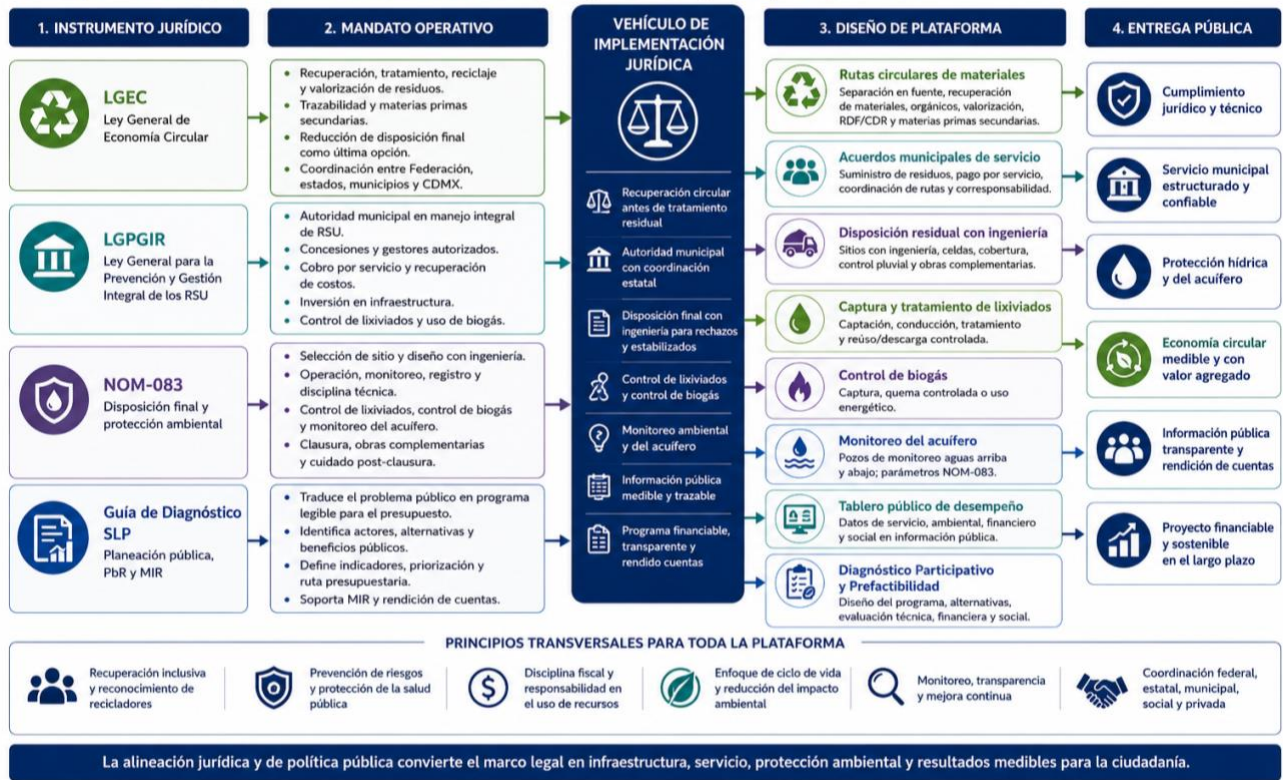 1. INSTRUMENTO JURÍDICO
LGEC
Ley General de
Economía Circular
LGPGIR
Ley General para la
Prevención y Gestión
Integral de los RSU
NOM-083
Disposición final y
protección ambiental
Guía de Diagnóstico
SLP
Planeación pública,
PbR y MIR
2. MANDATO OPERATIVO
• Recuperación, tratamiento, reciclaje
y valorización de residuos.
• Trazabilidad y materias primas
secundarias.
• Reducción de disposición final
como última opción.
• Coordinación entre Federación,
estados, municipios y CDMX.
• Autoridad municipal en manejo integral
de RSU.
• Concesiones y gestores autorizados.
• Cobro por servicio y recuperación
de costos.
• Inversión en infraestructura.
• Control de lixiviados y uso de biogás.
• Selección de sitio y diseño con ingeniería.
• Operación, monitoreo, registro y
disciplina técnica.
• Control de lixiviados, control de biogás
y monitoreo del acuífero.
• Clausura, obras complementarias
y cuidado post-clausura.
• Traduce el problema público en programa
legible para el presupuesto.
• Identifica actores, alternativas y
beneficios públicos.
• Define indicadores, priorización y
ruta presupuestaria.
• Soporta MIR y rendición de cuentas.
VEHÍCULO DE
IMPLEMENTACIÓN
JURÍDICA
Recuperación circular
antes de tratamiento
residual
Autoridad municipal
con coordinación
estatal
Disposición final con
ingeniería para rechazos
y estabilizados
Control de lixiviados
y control de biogás
Monitoreo ambiental
y del acuífero
Información pública
medible y trazable
Programa financiable,
transparente y
rendido cuentas
3. DISEÑO DE PLATAFORMA
Rutas circulares de materiales
Separación en fuente, recuperación
de materiales, orgánicos, valorización,
RDF/CDR y materias primas secundarias.
Acuerdos municipales de servicio
Suministro de residuos, pago por servicio,
coordinación de rutas y corresponsabilidad.
Disposición residual con ingeniería
Sitios con ingeniería, celdas, cobertura,
control pluvial y obras complementarias.
Captura y tratamiento de lixiviados
Captación, conducción, tratamiento
y reúso/descarga controlada.
Control de biogás
Captura, quema controlada o uso
energético.
Monitoreo del acuífero
Pozos de monitoreo aguas arriba
y abajo; parámetros NOM-083.
Tablero público de desempeño
Datos de servicio, ambiental, financiero
y social en información pública.
Diagnóstico Participativo
y Prefactibilidad
Diseño del programa, alternativas,
evaluación técnica, financiera y social.
4. ENTREGA PÚBLICA
Cumplimiento
jurídico y técnico
Servicio municipal
estructurado y
confiable
Protección hídrica
y del acuífero
Economía circular
medible y con
valor agregado
Información pública
transparente y
rendición de cuentas
Proyecto financiable
y sostenible
en el largo plazo
PRINCIPIOS TRANSVERSALES PARA TODA LA PLATAFORMA
Recuperación inclusiva
y reconocimiento de
recicladores
Prevención de riesgos
y protección de la salud
pública
$
Disciplina fiscal y
responsabilidad en
el uso de recursos
Enfoque de ciclo de vida
y reducción del impacto
ambiental
Monitoreo, transparencia
y mejora continua
Coordinación federal,
estatal, municipal,
social y privada
La alineación jurídica y de política pública convierte el marco legal en infraestructura, servicio, protección ambiental y resultados medibles para la ciudadanía.